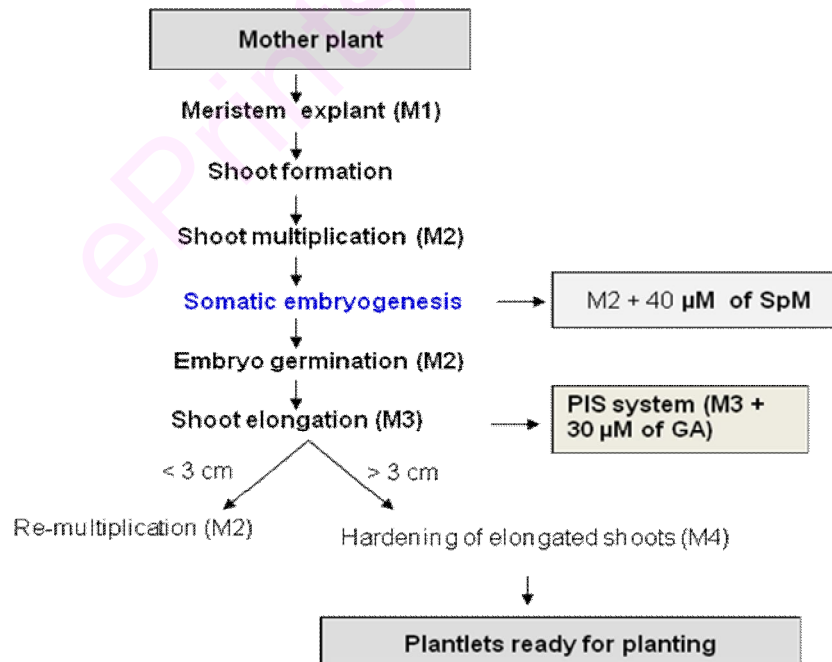 Mother plant
Meristem explant (M1)
Shoot formation
Shoot multiplication (M2)
Somatic embryogenesis
M2 + 40 µM of SpM
Embryo germination (M2)
Shoot elongation (M3)
PIS system (M3 +
30 µM of GA)
< 3 cm
> 3 cm
Re-multiplication (M2)
Hardening of elongated shoots (M4)
Plantlets ready for planting
ePrints